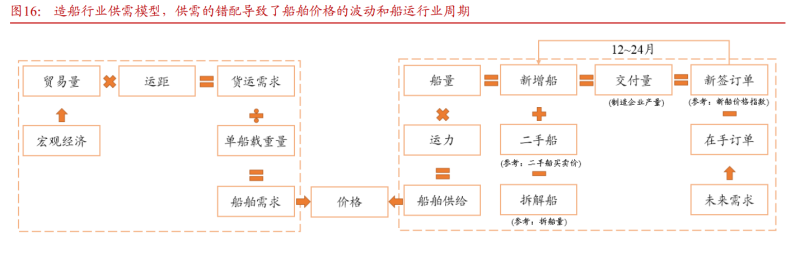 图16： 造船行业供需模型，供需的错配导致了船舶价格的波动和船运行业周期
12~24月
贸易量 运距 货运需求 船量 新增船 交付量 新签订单
(制造企业产量) (参考：新船价格指数)
宏观经济 单船载重量 运力 二手船 在手订单
(参考：二手船买卖价)
船舶需求 价格 船舶供给 拆解船 未来需求
(参考：拆船量)